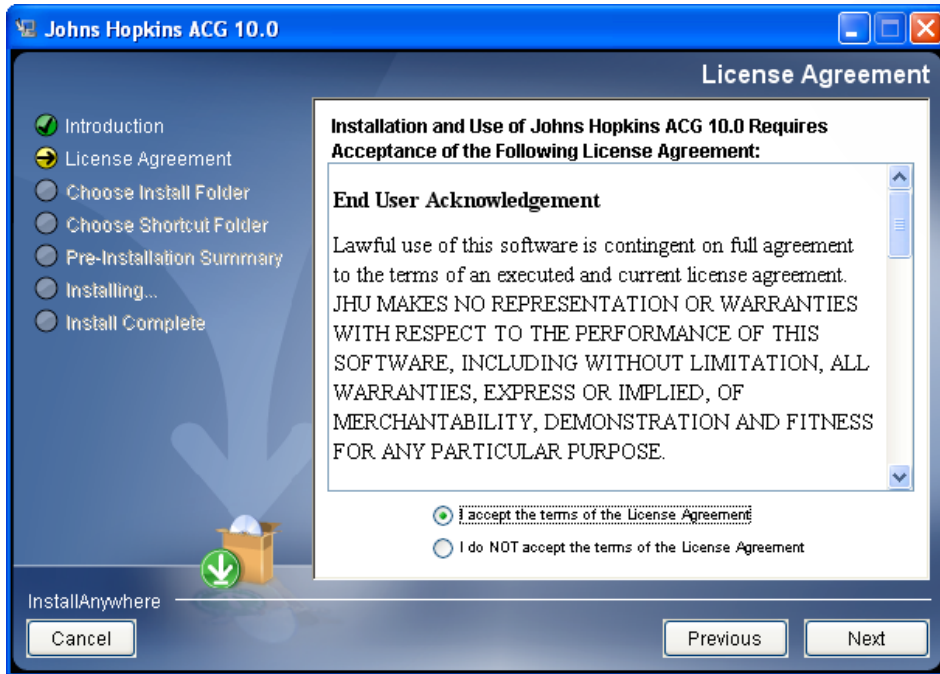 Johns Hopkins ACG 10.0
License Agreement
Introduction
License Agreement
Choose Install Folder
Choose Shortcut Folder
Pre-Installation Summary
Installing...
Install Complete
Installation and Use of Johns Hopkins ACG 10.0 Requires
Acceptance of the Following License Agreement:
End User Acknowledgement
Lawful use of this software is contingent on full agreement
to the terms of an executed and current license agreement.
JHU MAKES NO REPRESENTATION OR WARRANTIES
WITH RESPECT TO THE PERFORMANCE OF THIS
SOFTWARE, INCLUDING WITHOUT LIMITATION, ALL
WARRANTIES, EXPRESS OR IMPLIED, OF
MERCHANTABILITY, DEMONSTRATION AND FITNESS
FOR ANY PARTICULAR PURPOSE.
I accept the terms of the License Agreement
I do NOT accept the terms of the License Agreement
InstallAnywhere
Cancel
Previous
Next